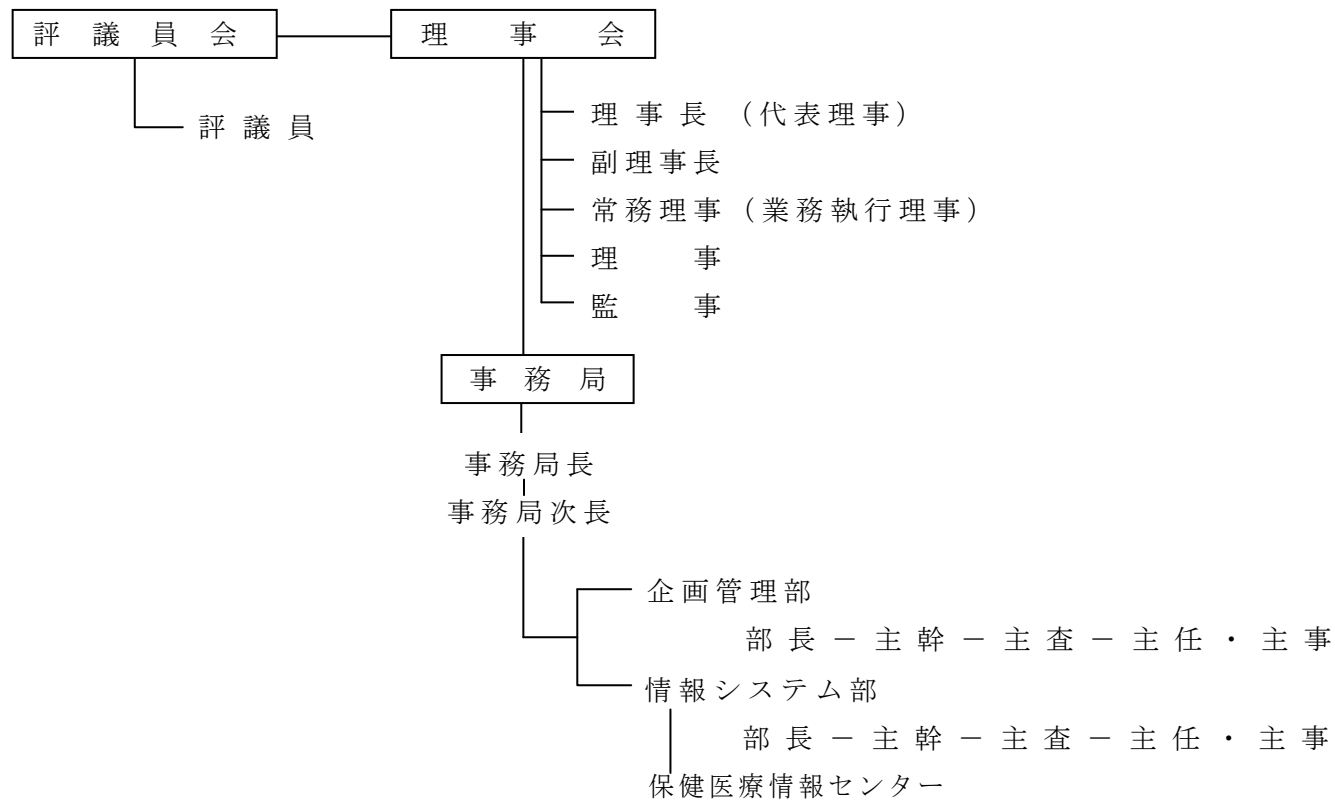 評議員会 理事会
理事長（代表理事）
評議員
副理事長
常務理事（業務執行理事）
理事
監事
事務局
事務局長
事務局次長
企画管理部
部長－主幹－主査－主任・主事
情報システム部
部長－主幹－主査－主任・主事
保健医療情報センター